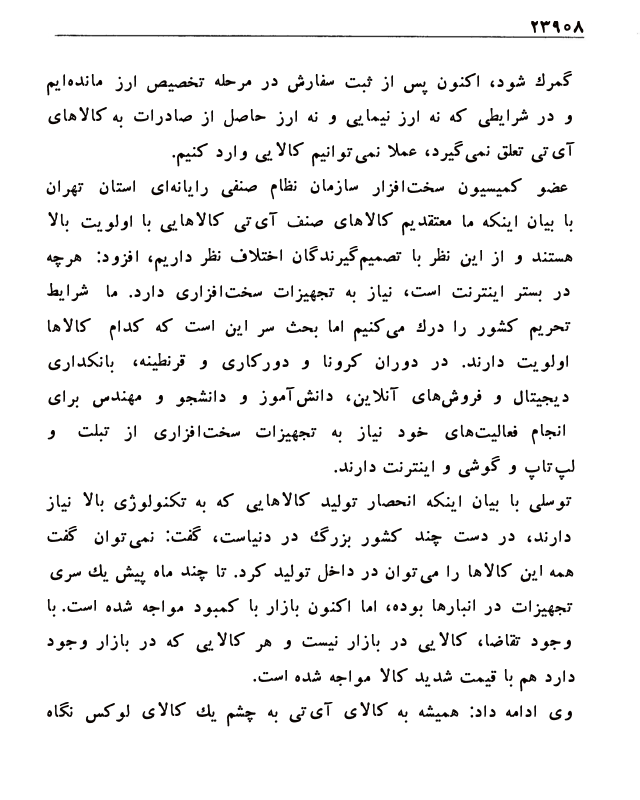 ۲۳۹۰۸
گمرك شود، اکنون پس از ثبت سفارش در مرحله تخصیص ارز مانده‌ایم
و در شرایطی که نه ارز نیمایی و نه ارز حاصل از صادرات به کالاهای
آی‌تی تعلق نمی‌گیرد، عملا نمی‌توانیم کالایی وارد کنیم.
عضو کمیسیون سخت‌افزار سازمان نظام صنفی رایانه‌ای استان تهران
با بیان اینکه ما معتقدیم کالاهای صنف آی‌تی کالاهایی با اولویت بالا
هستند و از این نظر با تصمیم‌گیرندگان اختلاف نظر داریم، افزود: هرچه
در بستر اینترنت است، نیاز به تجهیزات سخت‌افزاری دارد. ما شرایط
تحریم کشور را درك می‌کنیم اما بحث سر این است که کدام کالاها
اولویت دارند. در دوران کرونا و دورکاری و قرنطینه، بانکداری
دیجیتال و فروش‌های آنلاین، دانش‌آموز و دانشجو و مهندس برای
انجام فعالیت‌های خود نیاز به تجهیزات سخت‌افزاری از تبلت و
لپ‌تاپ و گوشی و اینترنت دارند.
توسلی با بیان اینکه انحصار تولید کالاهایی که به تکنولوژی بالا نیاز
دارند، در دست چند کشور بزرگ در دنیاست، گفت: نمی‌توان گفت
همه این کالاها را می‌توان در داخل تولید کرد. تا چند ماه پیش یك سری
تجهیزات در انبارها بوده، اما اکنون بازار با کمبود مواجه شده است. با
وجود تقاضا، کالایی در بازار نیست و هر کالایی که در بازار وجود
دارد هم با قیمت شدید کالا مواجه شده است.
وی ادامه داد: همیشه به کالای آی‌تی به چشم یك کالای لوکس نگاه